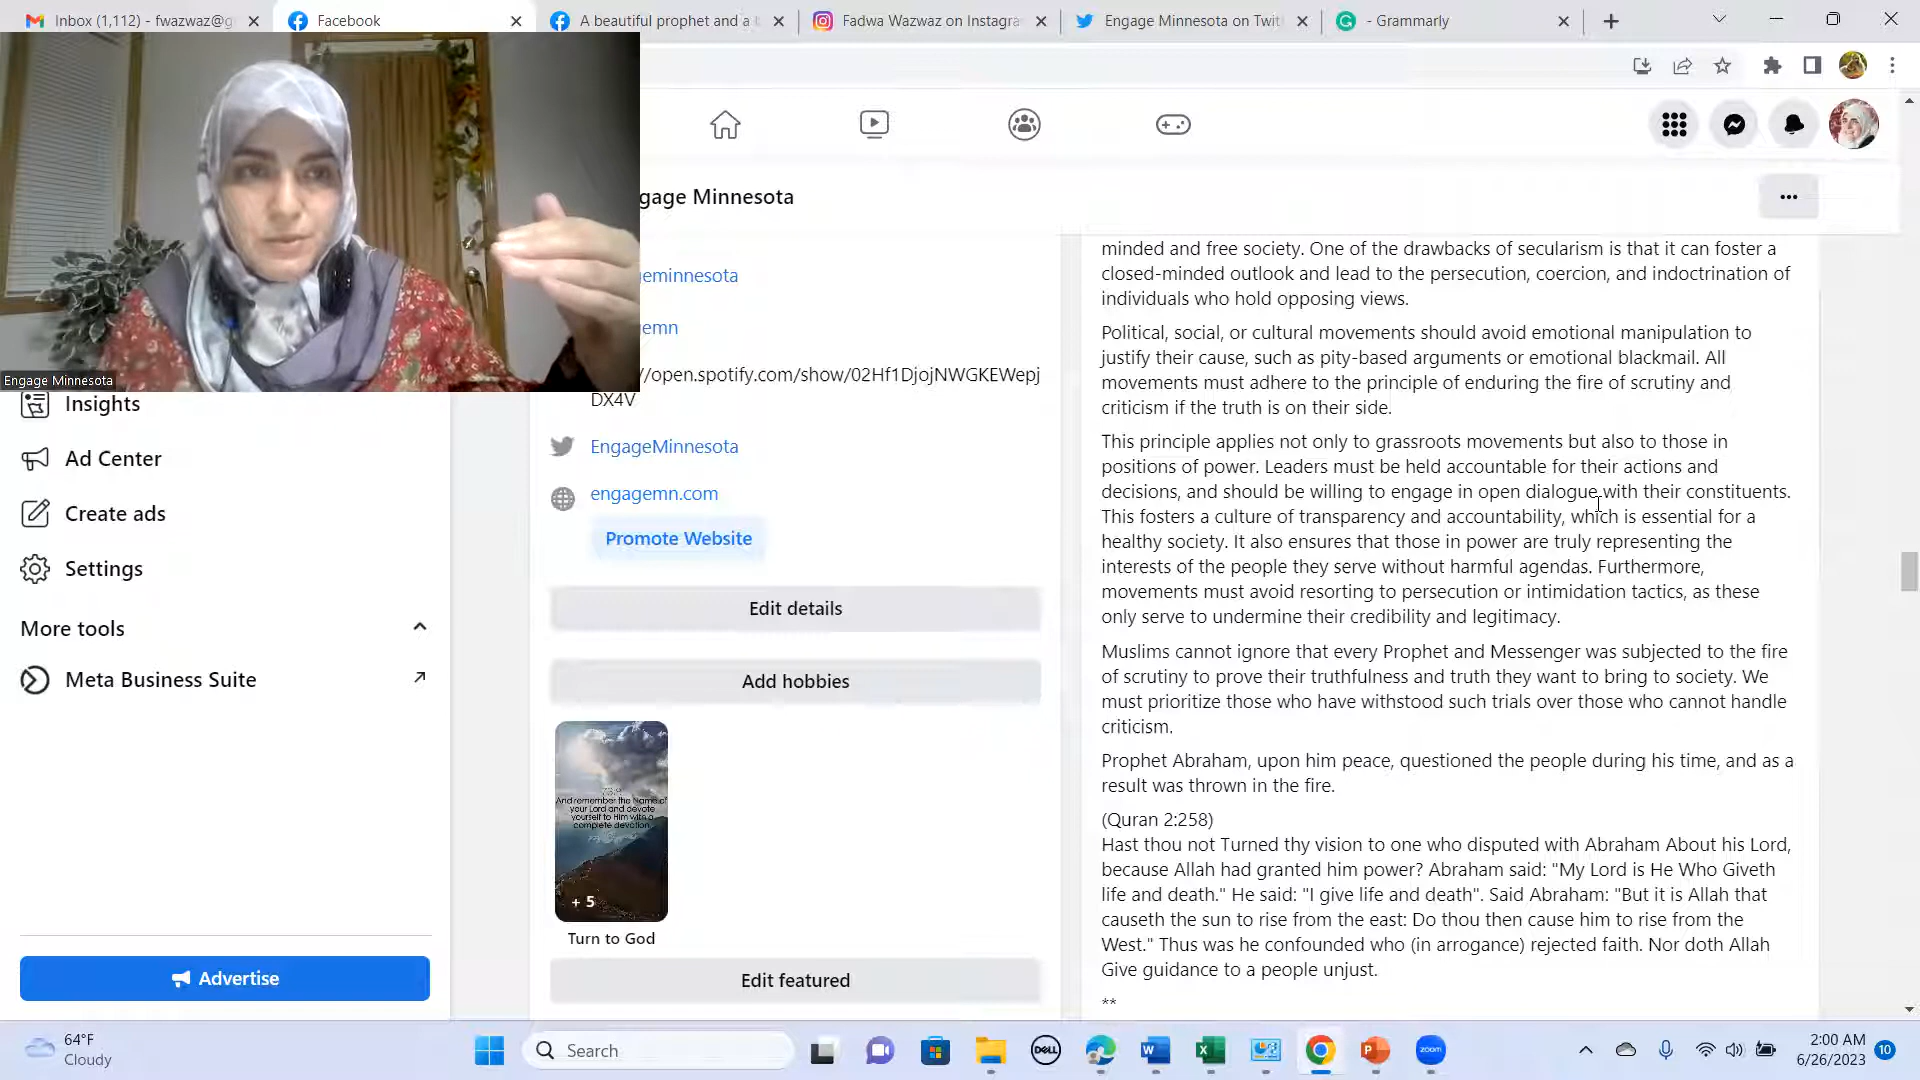 Inbox (1,112) - fwazwaz@g
Facebook
A beautiful prophet and a
Fadwa Wazwaz on Instagra
Engage Minnesota on Twit
- Grammarly
gage Minnesota
eminnesota
emn
//open.spotify.com/show/02Hf1DjojNWGKEWepj
DX4V
EngageMinnesota
engagemn.com
Promote Website
Edit details
Add hobbies
And remember the Name of
your Lord and devote
yourself to Him with a
complete devotion
+ 5
Turn to God
Edit featured
Engage Minnesota
Insights
Ad Center
Create ads
Settings
More tools
Meta Business Suite
Advertise
minded and free society. One of the drawbacks of secularism is that it can foster a
closed-minded outlook and lead to the persecution, coercion, and indoctrination of
individuals who hold opposing views.
Political, social, or cultural movements should avoid emotional manipulation to
justify their cause, such as pity-based arguments or emotional blackmail. All
movements must adhere to the principle of enduring the fire of scrutiny and
criticism if the truth is on their side.
This principle applies not only to grassroots movements but also to those in
positions of power. Leaders must be held accountable for their actions and
decisions, and should be willing to engage in open dialogue with their constituents.
This fosters a culture of transparency and accountability, which is essential for a
healthy society. It also ensures that those in power are truly representing the
interests of the people they serve without harmful agendas. Furthermore,
movements must avoid resorting to persecution or intimidation tactics, as these
only serve to undermine their credibility and legitimacy.
Muslims cannot ignore that every Prophet and Messenger was subjected to the fire
of scrutiny to prove their truthfulness and truth they want to bring to society. We
must prioritize those who have withstood such trials over those who cannot handle
criticism.
Prophet Abraham, upon him peace, questioned the people during his time, and as a
result was thrown in the fire.
(Quran 2:258)
Hast thou not Turned thy vision to one who disputed with Abraham About his Lord,
because Allah had granted him power? Abraham said: "My Lord is He Who Giveth
life and death." He said: "I give life and death". Said Abraham: "But it is Allah that
causeth the sun to rise from the east: Do thou then cause him to rise from the
West." Thus was he confounded who (in arrogance) rejected faith. Nor doth Allah
Give guidance to a people unjust.
**
64°F
Cloudy
Search
DELL
zoom
2:00 AM
6/26/2023
10